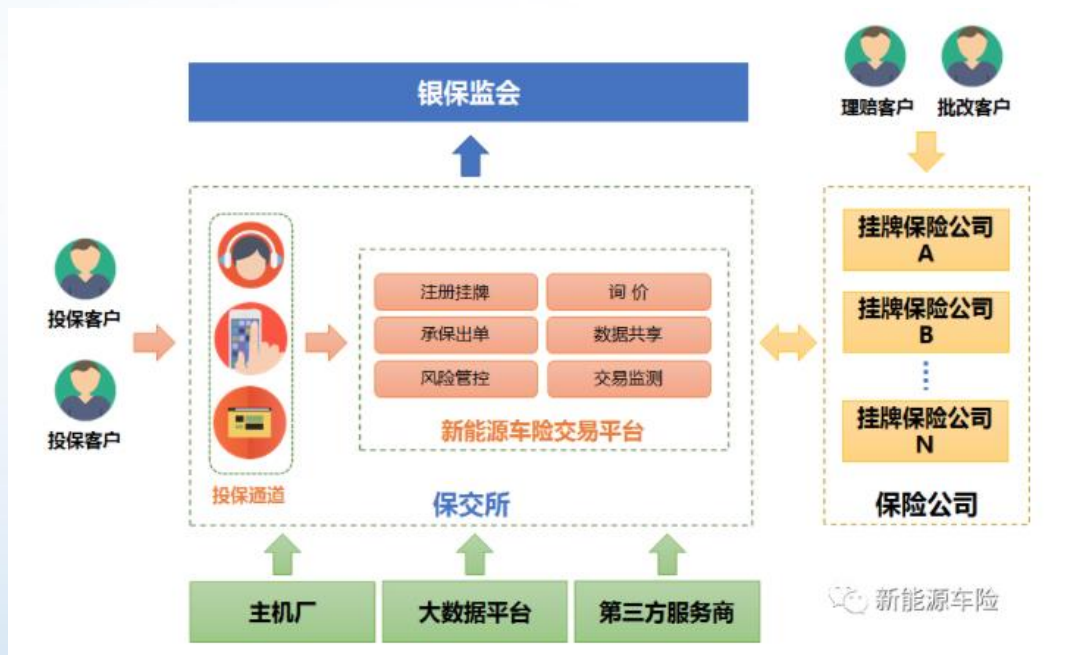 银保监会
理赔客户
批改客户
投保客户
投保客户
投保通道
注册挂牌
询价
承保出单
数据共享
风险管控
交易监测
新能源车险交易平台
保交所
挂牌保险公司
A
挂牌保险公司
B
挂牌保险公司
N
保险公司
主机厂
大数据平台
第三方服务商
新能源车险